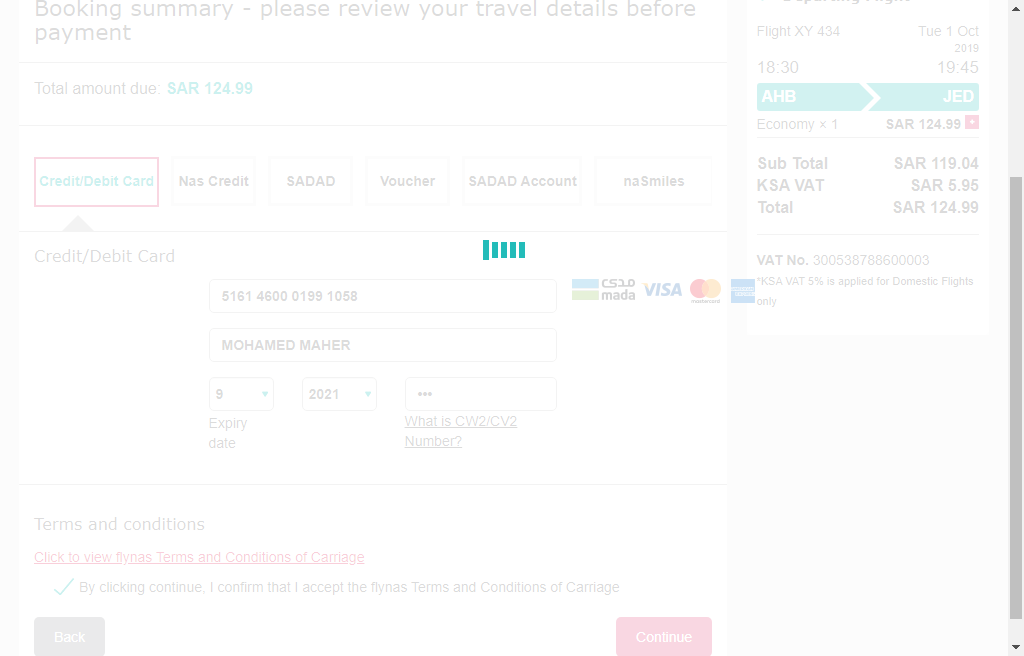 Booking summary - please review your travel details before
payment
Total amount due: SAR 124.99
Credit/Debit Card
Nas Credit
SADAD
Voucher
SADAD Account
naSmiles
Credit/Debit Card
5161 4600 0199 1058
مدى
mada
VISA
mastercard
MOHAMED MAHER
9
2021
•••
Expiry
date
What is CW2/CV2
Number?
Terms and conditions
Click to view flynas Terms and Conditions of Carriage
By clicking continue, I confirm that I accept the flynas Terms and Conditions of Carriage
Back
Continue
Departing Flight
Flight XY 434
Tue 1 Oct
2019
18:30
19:45
AHB
JED
Economy × 1
SAR 124.99 +
Sub Total
SAR 119.04
KSA VAT
SAR 5.95
Total
SAR 124.99
VAT No. 300538788600003
*KSA VAT 5% is applied for Domestic Flights
only